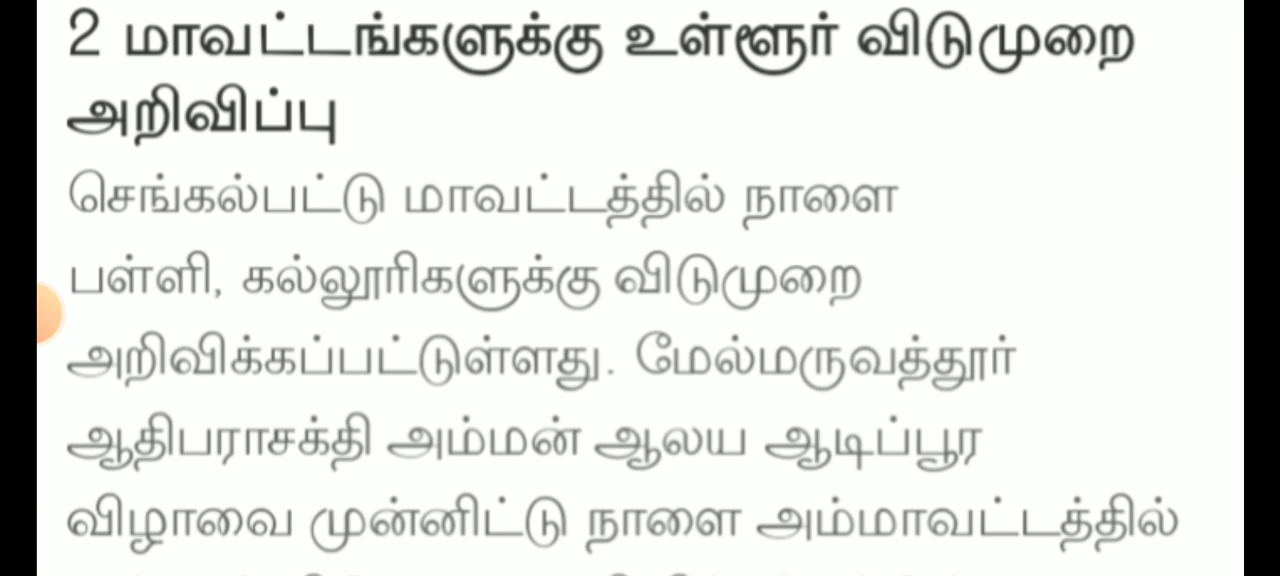 2 மாவட்டங்களுக்கு உள்ளூர் விடுமுறை
அறிவிப்பு
செங்கல்பட்டு மாவட்டத்தில் நாளை
பள்ளி, கல்லூரிகளுக்கு விடுமுறை
அறிவிக்கப்பட்டுள்ளது. மேல்மருவத்தூர்
ஆதிபராசக்தி அம்மன் ஆலய ஆடிப்பூர
விழாவை முன்னிட்டு நாளை அம்மாவட்டத்தில்